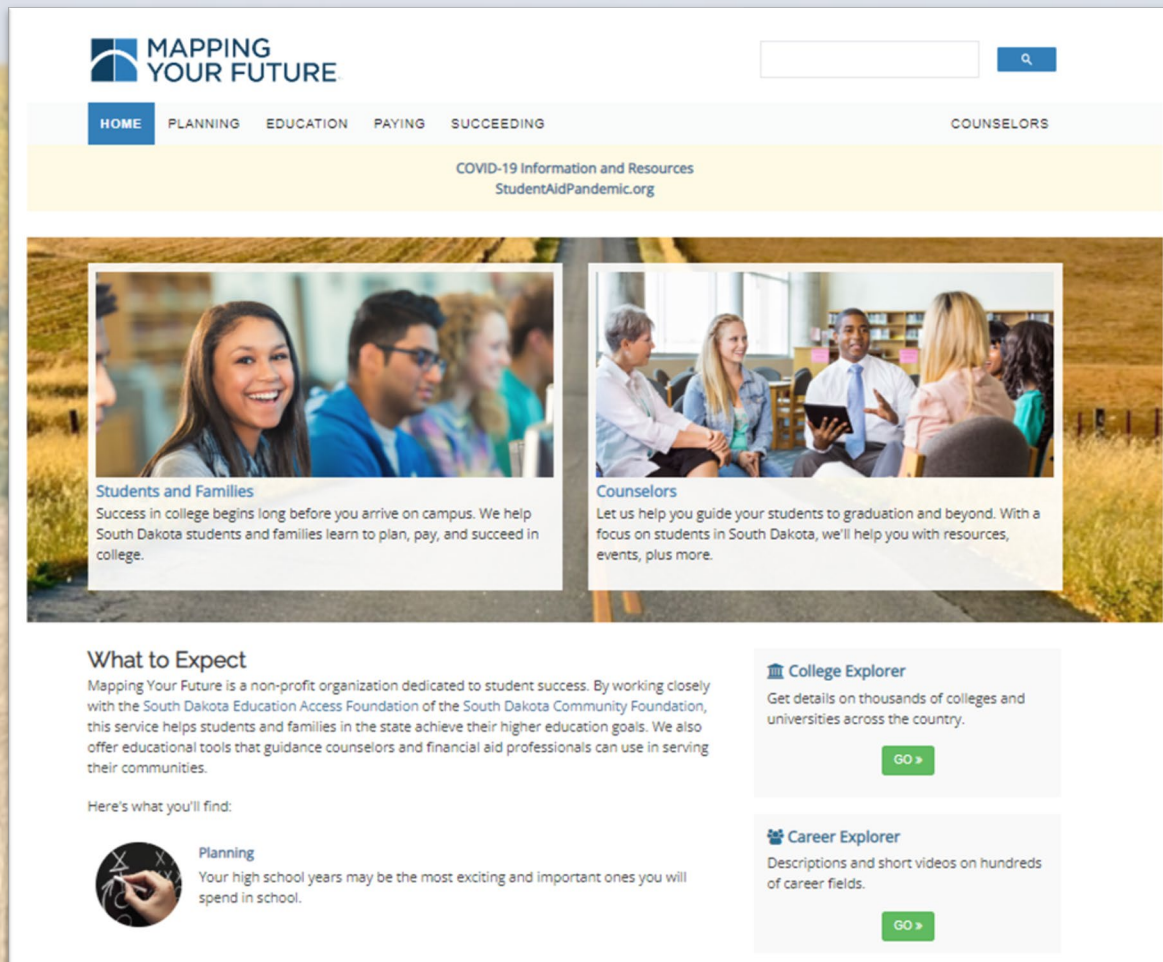 MAPPING
YOUR FUTURE
HOME PLANNING EDUCATION PAYING SUCCEEDING COUNSELORS
COVID-19 Information and Resources
StudentAidPandemic.org
Students and Families
Success in college begins long before you arrive on campus. We help
South Dakota students and families learn to plan, pay, and succeed in
college.
Counselors
Let us help you guide your students to graduation and beyond. With a
focus on students in South Dakota, we'll help you with resources,
events, plus more.
What to Expect
Mapping Your Future is a non-profit organization dedicated to student success. By working closely
with the South Dakota Education Access Foundation of the South Dakota Community Foundation,
this service helps students and families in the state achieve their higher education goals. We also
offer educational tools that guidance counselors and financial aid professionals can use in serving
their communities.
Here's what you'll find:
Planning
Your high school years may be the most exciting and important ones you will
spend in school.
College Explorer
Get details on thousands of colleges and
universities across the country.
GO »
Career Explorer
Descriptions and short videos on hundreds
of career fields.
GO »